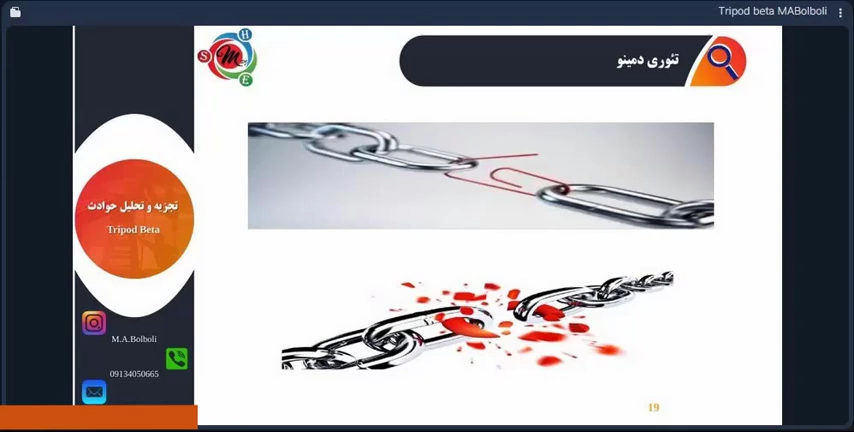 Tripod beta MABolboli
تئوری دمینو
H
S
E
تجزیه و تحلیل حوادث
Tripod Beta
M.A.Bolboli
09134050665
19